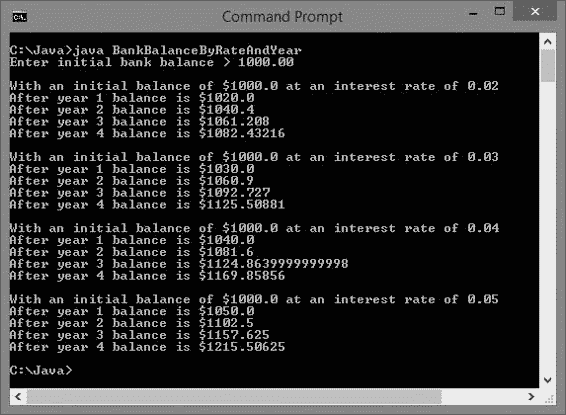 Command Prompt
C:\Java>java BankBalanceByRateAndYear
Enter initial bank balance > 1000.00
With an initial balance of $1000.0 at an interest rate of 0.02
After year 1 balance is $1020.0
After year 2 balance is $1040.4
After year 3 balance is $1061.208
After year 4 balance is $1082.43216
With an initial balance of $1000.0 at an interest rate of 0.03
After year 1 balance is $1030.0
After year 2 balance is $1060.9
After year 3 balance is $1092.727
After year 4 balance is $1125.50881
With an initial balance of $1000.0 at an interest rate of 0.04
After year 1 balance is $1040.0
After year 2 balance is $1081.6
After year 3 balance is $1124.8639999999998
After year 4 balance is $1169.85856
With an initial balance of $1000.0 at an interest rate of 0.05
After year 1 balance is $1050.0
After year 2 balance is $1102.5
After year 3 balance is $1157.625
After year 4 balance is $1215.50625
C:\Java>